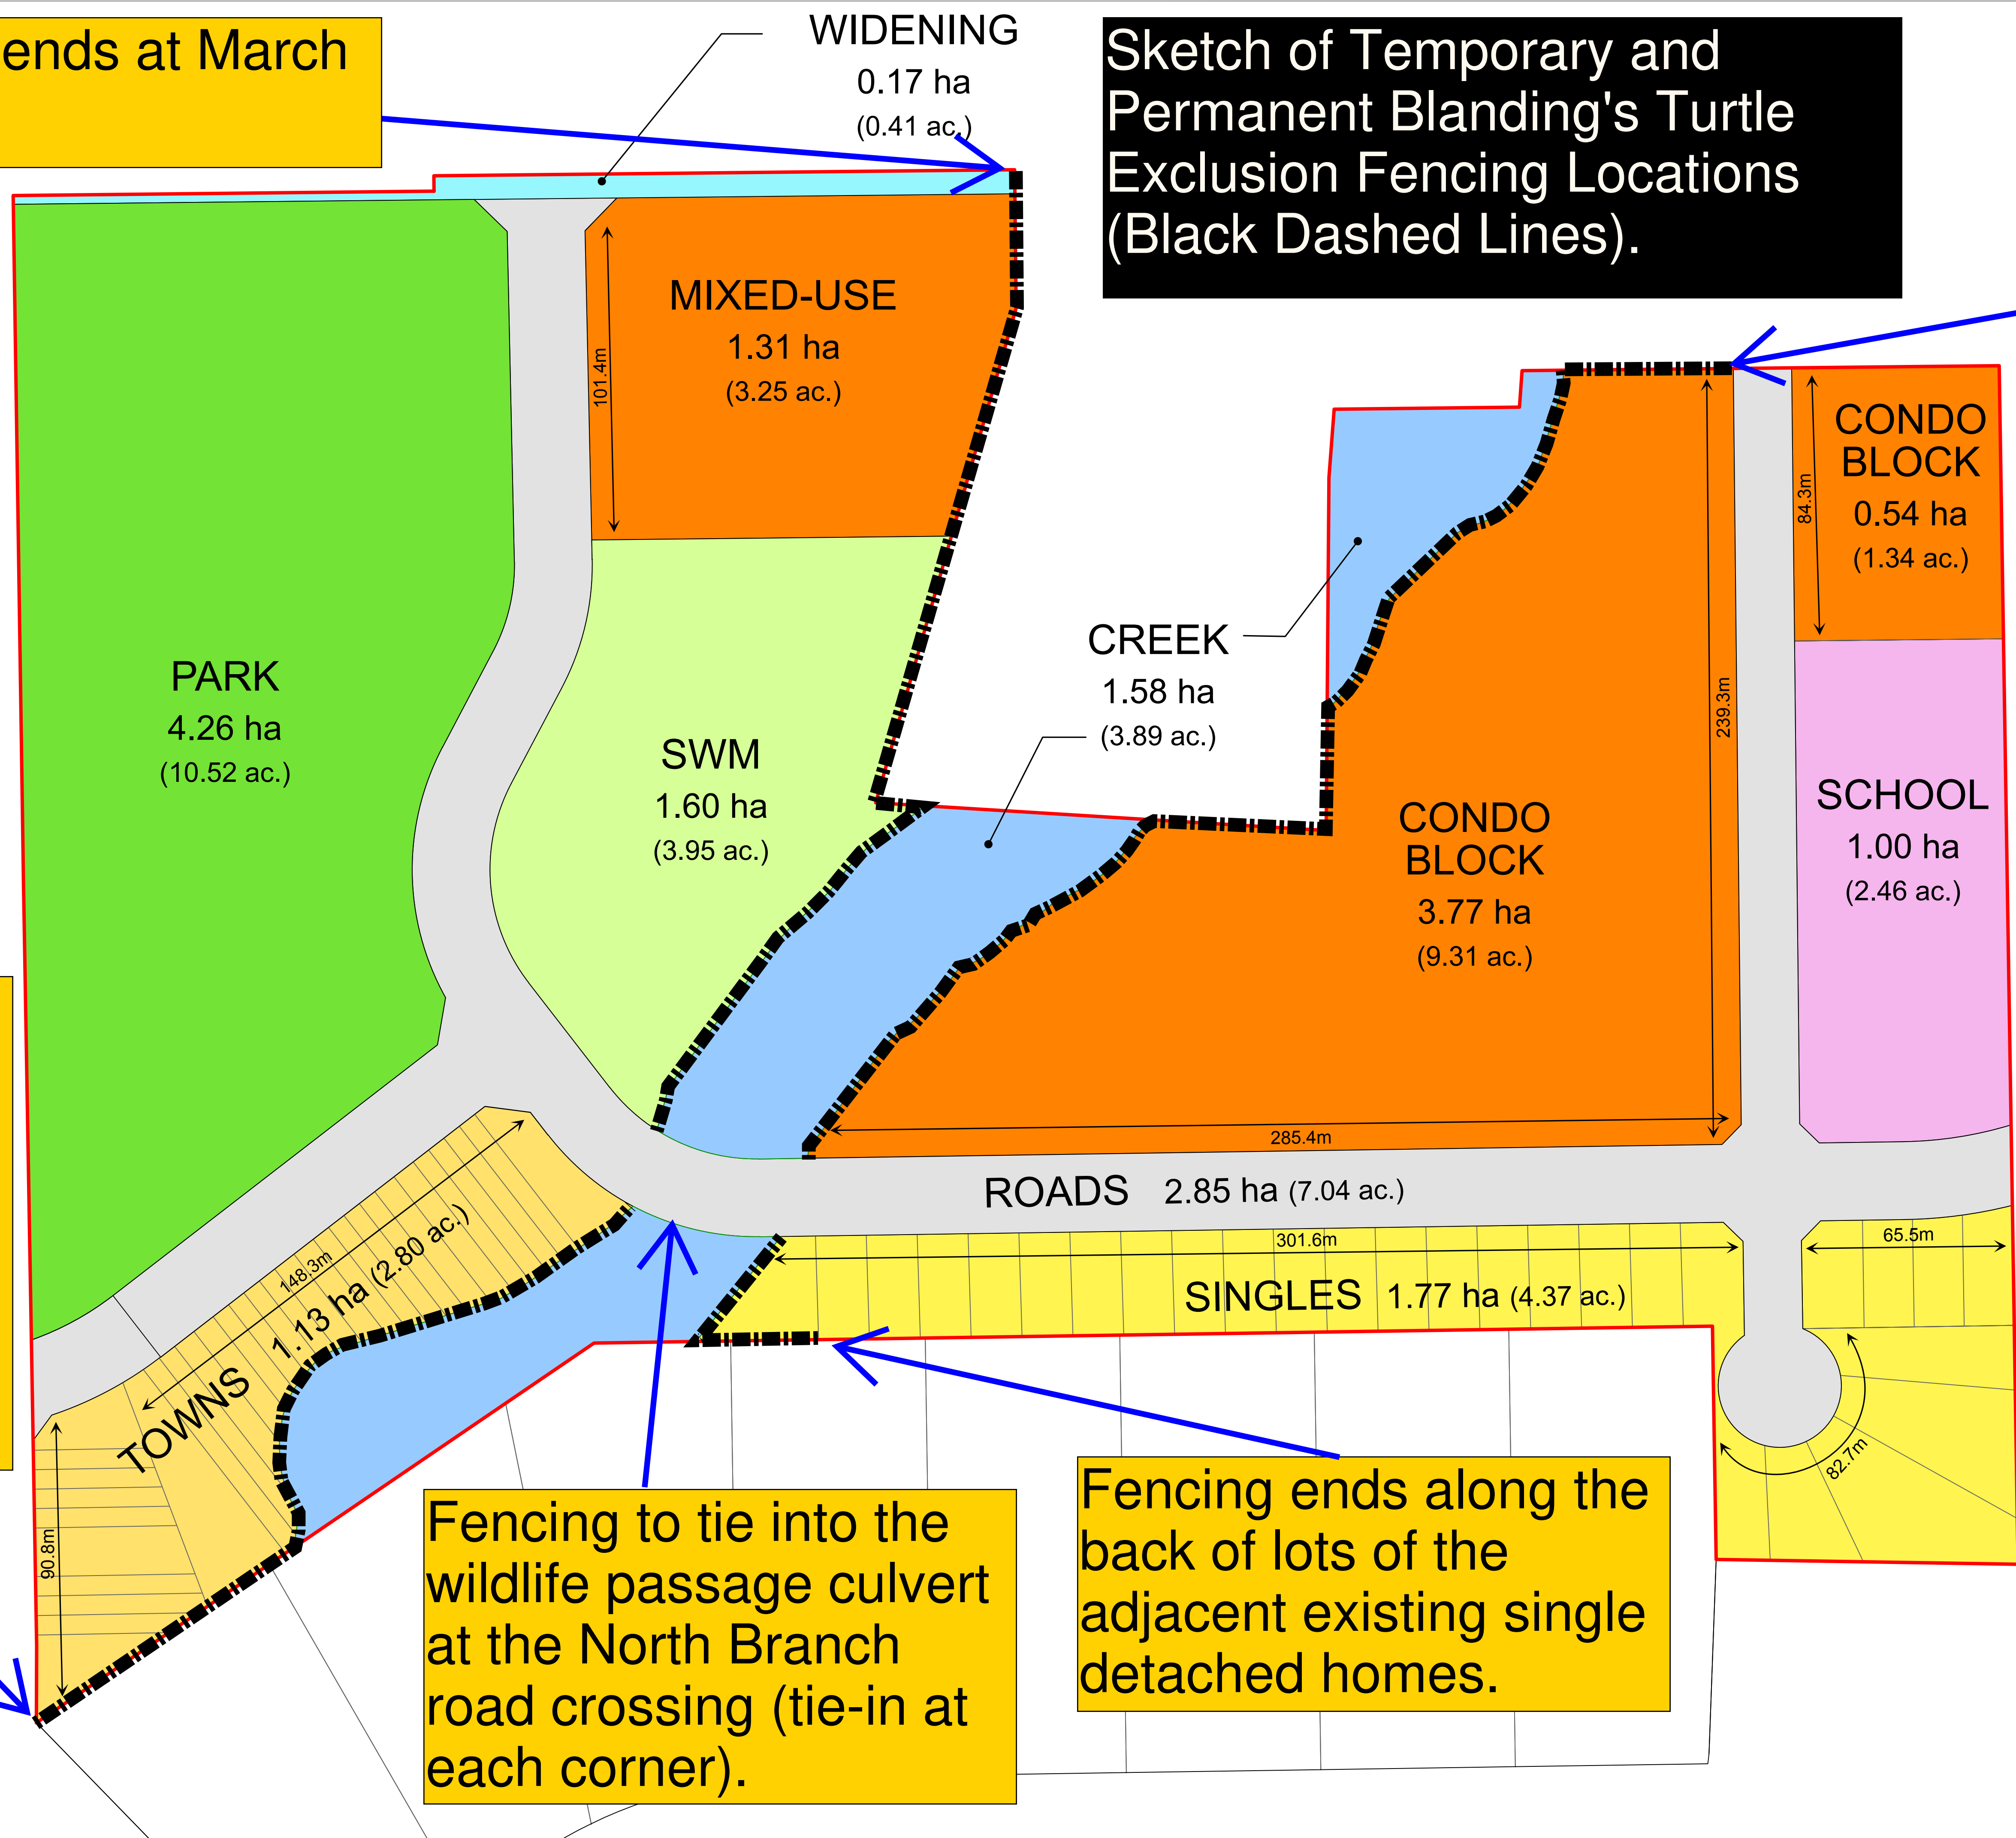 ends at March
WIDENING
0.17 ha
(0.41 ac.)
Sketch of Temporary and
Permanent Blanding's Turtle
Exclusion Fencing Locations
(Black Dashed Lines).
MIXED-USE
1.31 ha
(3.25 ac.)
101.4m
CONDO
BLOCK
0.54 ha
(1.34 ac.)
84.3m
PARK
4.26 ha
(10.52 ac.)
SWM
1.60 ha
(3.95 ac.)
CREEK
1.58 ha
(3.89 ac.)
239.3m
CONDO
BLOCK
3.77 ha
(9.31 ac.)
SCHOOL
1.00 ha
(2.46 ac.)
285.4m
ROADS 2.85 ha (7.04 ac.)
148.3m
TOWNS 1.13 ha (2.80 ac.)
301.6m
65.5m
SINGLES 1.77 ha (4.37 ac.)
90.8m
82.7m
Fencing to tie into the
wildlife passage culvert
at the North Branch
road crossing (tie-in at
each corner).
Fencing ends along the
back of lots of the
adjacent existing single
detached homes.